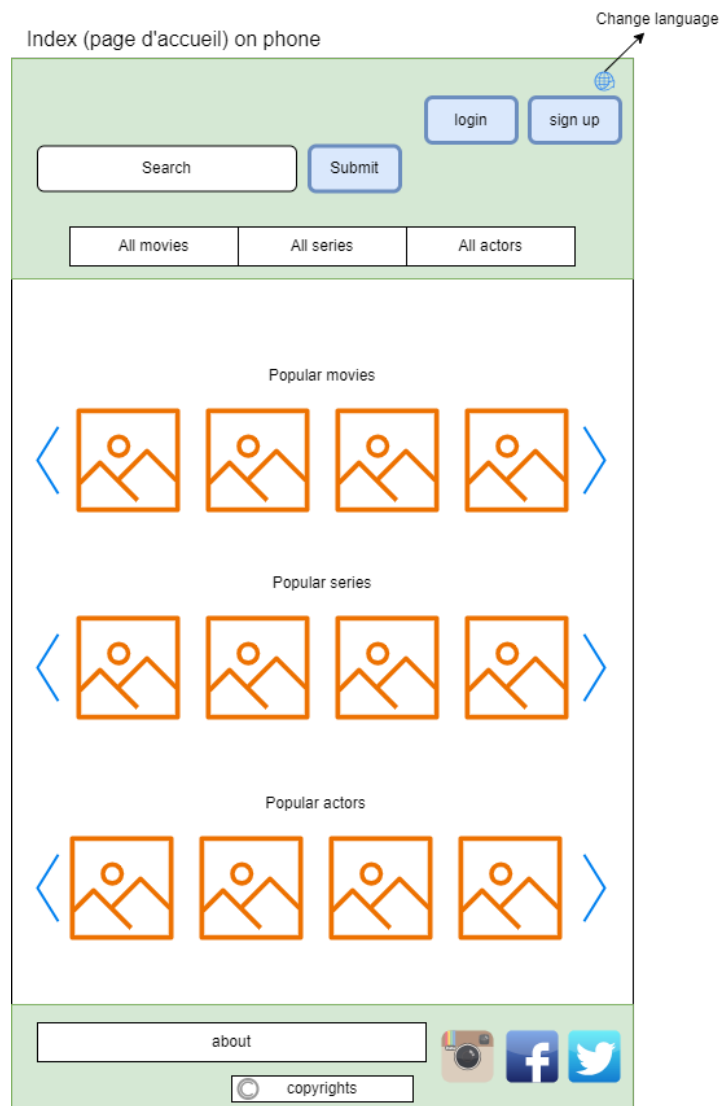 Change language
Index (page d'accueil) on phone
login
sign up
Search
Submit
All movies
All series
All actors
Popular movies
Popular series
Popular actors
about
© copyrights